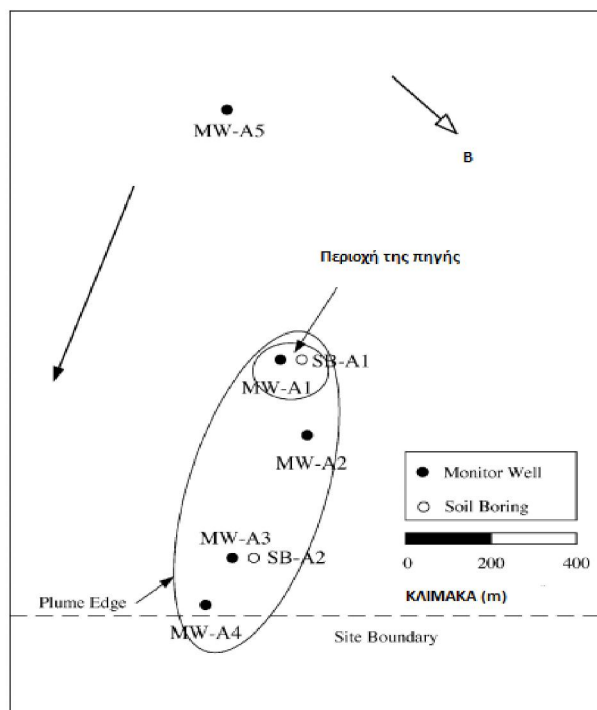 MW-A5
Β
Περιοχή της πηγής
SB-A1
MW-A1
MW-A2
Monitor Well
Soil Boring
MW-A3
SB-A2
0 200 400
ΚΛΙΜΑΚΑ (m)
Plume Edge
MW-A4
Site Boundary